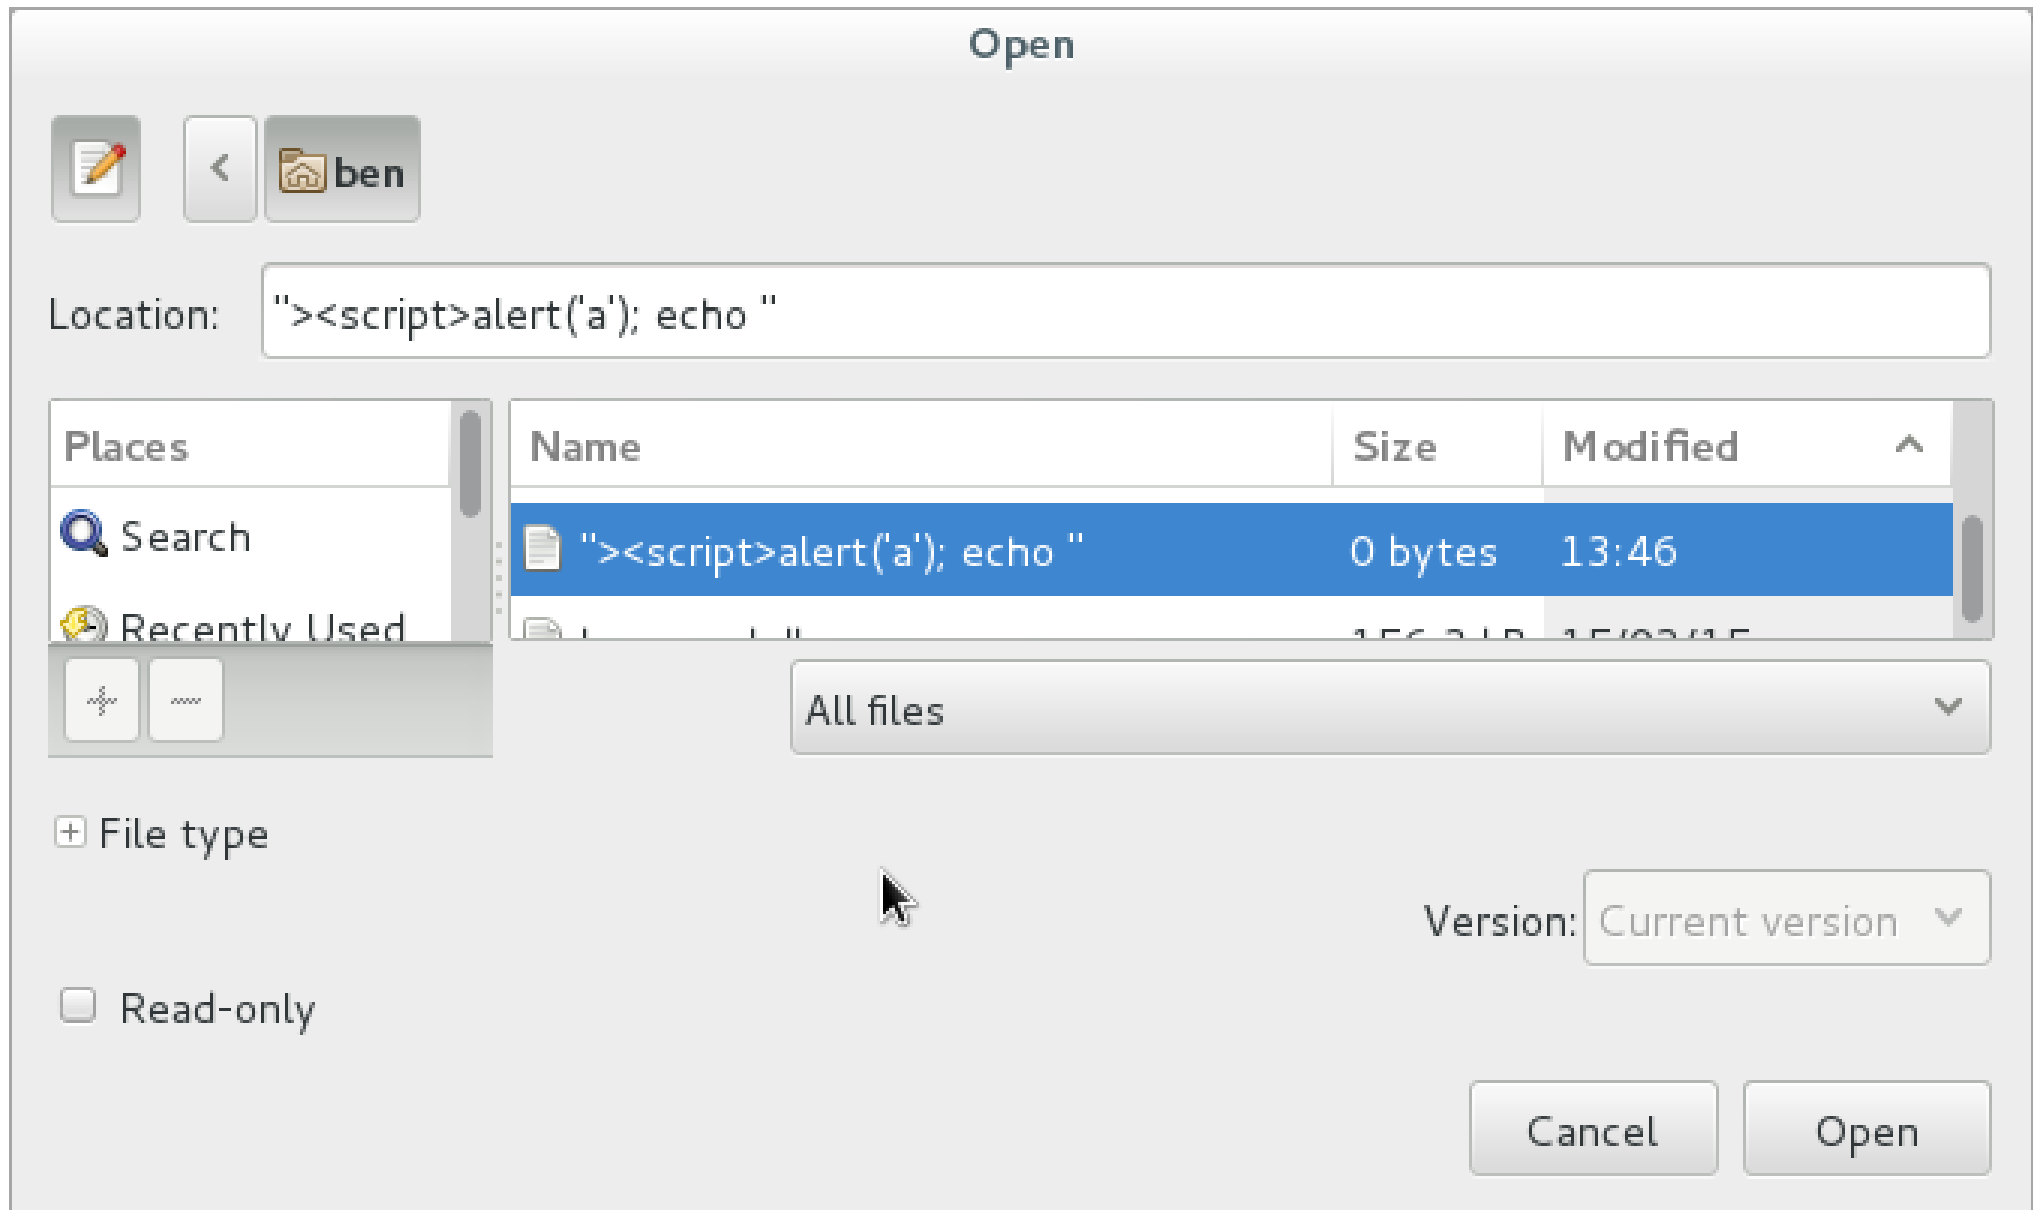 Open
ben
Location: "><script>alert('a'); echo "
Places
Name Size Modified
Search
"><script>alert('a'); echo " 0 bytes 13:46
Recently Used
All files
File type
Version: Current version
Read-only
Cancel Open